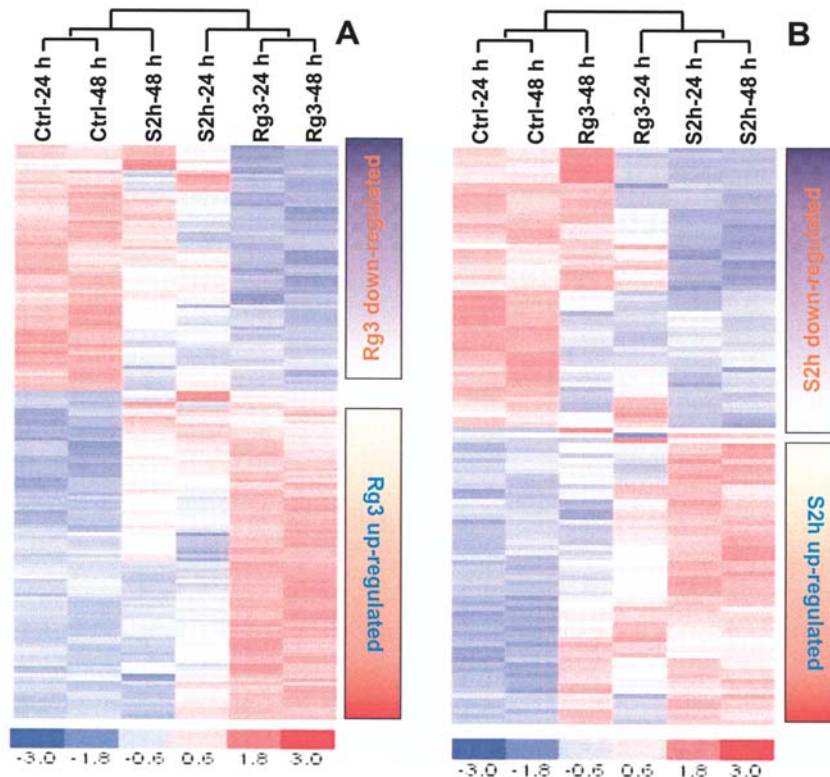 A
Ctrl-24 h
Ctrl-48 h
S2h-48 h
S2h-24 h
Rg3-24 h
Rg3-48 h
Rg3 down-regulated
Rg3 up-regulated
-3.0 -1.8 -0.6 0.6 1.8 3.0
B
Ctrl-24 h
Ctrl-48 h
Rg3-48 h
Rg3-24 h
S2h-24 h
S2h-48 h
S2h down-regulated
S2h up-regulated
-3.0 -1.8 -0.6 0.6 1.8 3.0